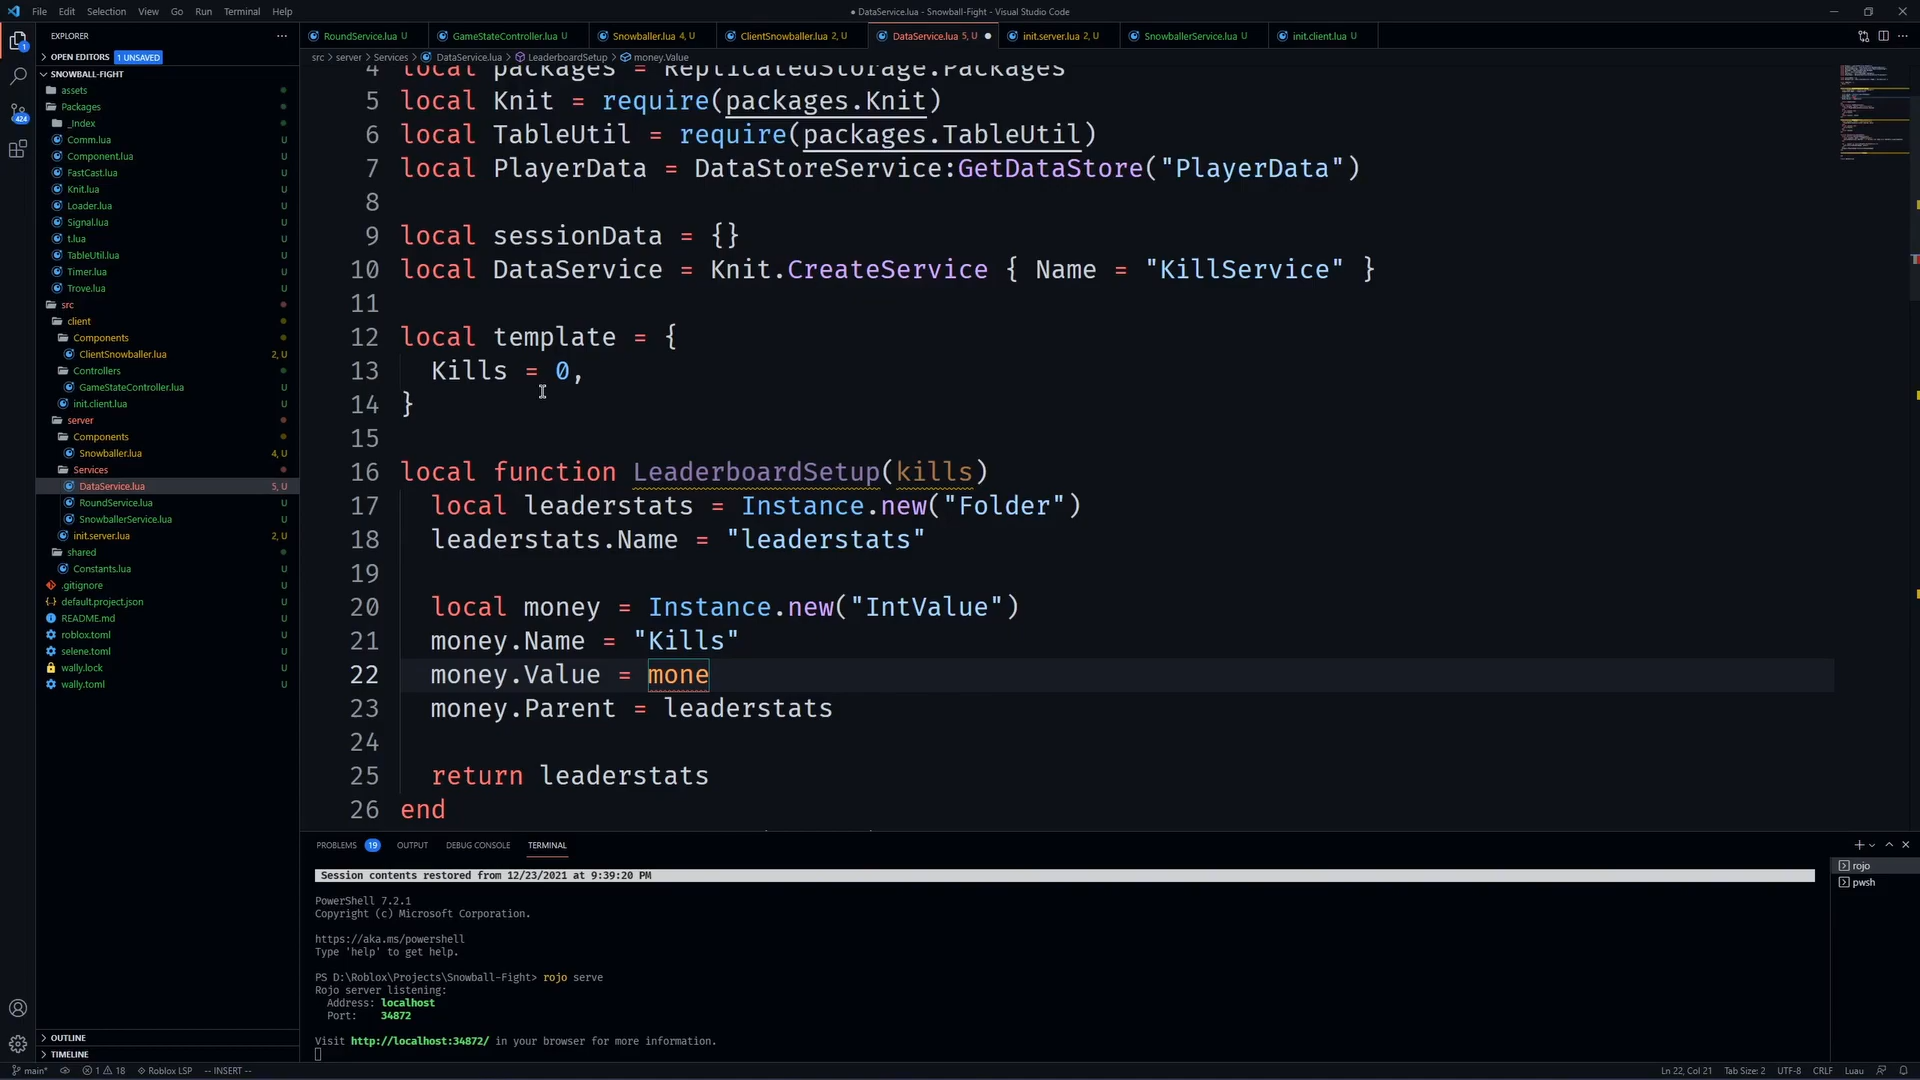 File Edit Selection View Go Run Terminal Help
● DataService.lua - Snowball-Fight - Visual Studio Code
EXPLORER
OPEN EDITORS 1 UNSAVED
SNOWBALL-FIGHT
assets
Packages
_Index
Comm.lua U
Component.lua U
FastCast.lua U
Knit.lua U
Loader.lua U
Signal.lua U
t.lua U
TableUtil.lua U
Timer.lua U
Trove.lua U
src
client
Components
ClientSnowballer.lua 2, U
Controllers
GameStateController.lua U
init.client.lua U
server
Components
Snowballer.lua 4, U
Services
DataService.lua 5, U
RoundService.lua U
SnowballerService.lua U
init.server.lua 2, U
shared
Constants.lua U
.gitignore U
default.project.json U
README.md U
roblox.toml U
selene.toml U
wally.lock U
wally.toml U
OUTLINE
TIMELINE
1
424
RoundService.lua U GameStateController.lua U Snowballer.lua 4, U ClientSnowballer.lua 2, U DataService.lua 5, U ● init.server.lua 2, U SnowballerService.lua U init.client.lua U
src > server > Services > DataService.lua > LeaderboardSetup > money.Value
4 local packages = ReplicatedStorage.Packages
5 local Knit = require(packages.Knit)
6 local TableUtil = require(packages.TableUtil)
7 local PlayerData = DataStoreService:GetDataStore("PlayerData")
8
9 local sessionData = {}
10 local DataService = Knit.CreateService { Name = "KillService" }
11
12 local template = {
13 Kills = 0,
14 }
15
16 local function LeaderboardSetup(kills)
17 local leaderstats = Instance.new("Folder")
18 leaderstats.Name = "leaderstats"
19
20 local money = Instance.new("IntValue")
21 money.Name = "Kills"
22 money.Value = mone
23 money.Parent = leaderstats
24
25 return leaderstats
26 end
PROBLEMS 19 OUTPUT DEBUG CONSOLE TERMINAL
Session contents restored from 12/23/2021 at 9:39:20 PM
PowerShell 7.2.1
Copyright (c) Microsoft Corporation.
https://aka.ms/powershell
Type 'help' to get help.
PS D:\Roblox\Projects\Snowball-Fight> rojo serve
Rojo server listening:
Address: localhost
Port: 34872
Visit http://localhost:34872/ in your browser for more information.
rojo
pwsh
main* 1 18 Roblox LSP -- INSERT -- Ln 22, Col 21 Tab Size: 2 UTF-8 CRLF Luau